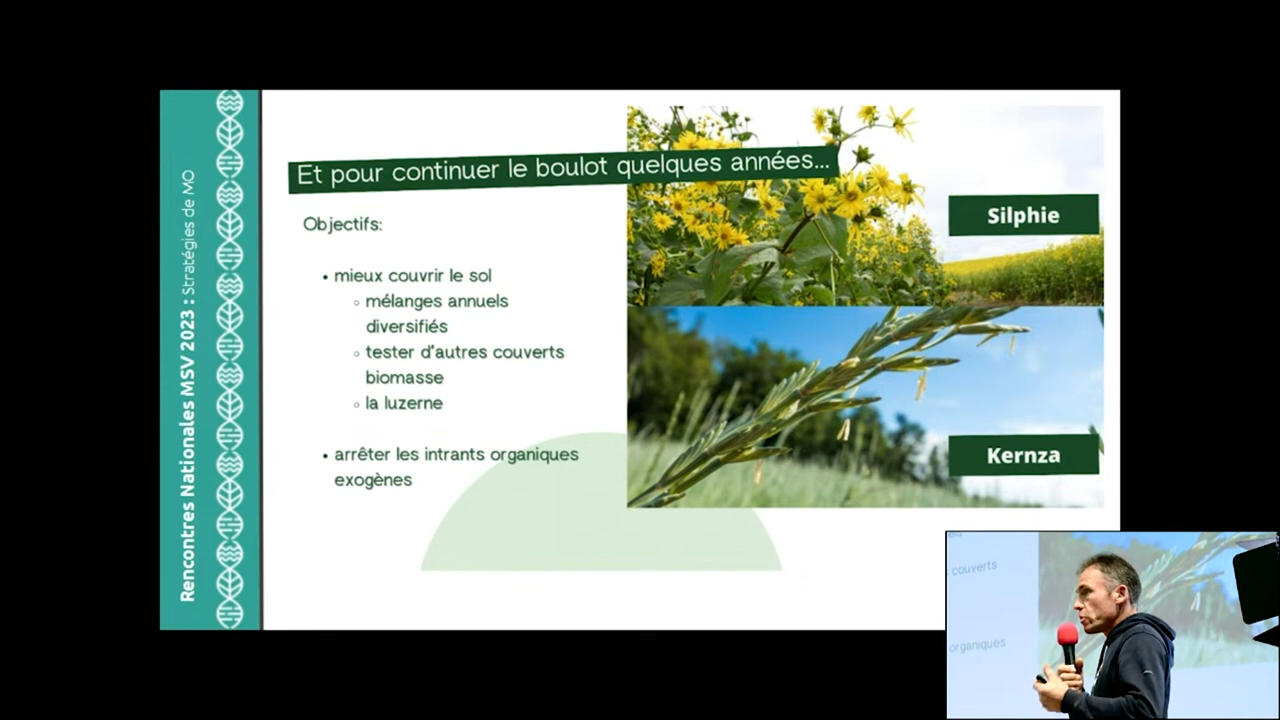 Rencontres Nationales MSV 2023 : Stratégies de MO
Et pour continuer le boulot quelques années...
Objectifs:
• mieux couvrir le sol
◦ mélanges annuels
diversifiés
◦ tester d'autres couverts
biomasse
◦ la luzerne
• arrêter les intrants organiques
exogènes
Silphie
Kernza
couverts
organiques